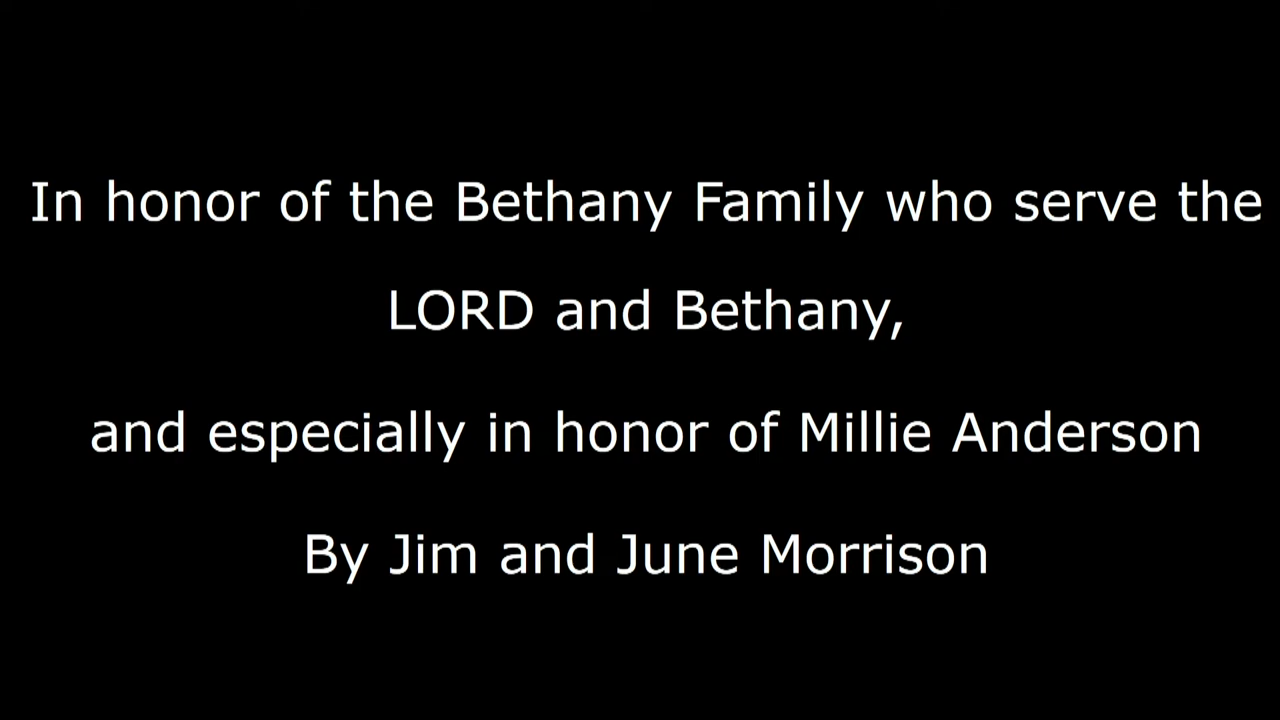 In honor of the Bethany Family who serve the
LORD and Bethany,
and especially in honor of Millie Anderson
By Jim and June Morrison